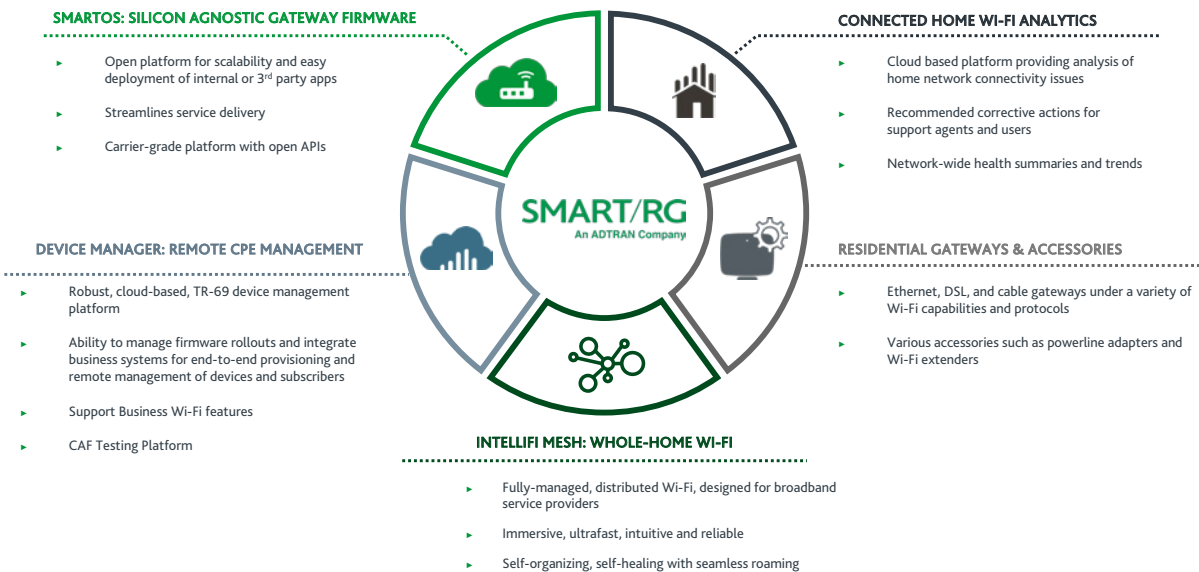 SMARTOS: SILICON AGNOSTIC GATEWAY FIRMWARE
► Open platform for scalability and easy
deployment of internal or 3rd party apps
► Streamlines service delivery
► Carrier-grade platform with open APIs
CONNECTED HOME WI-FI ANALYTICS
► Cloud based platform providing analysis of
home network connectivity issues
► Recommended corrective actions for
support agents and users
► Network-wide health summaries and trends
SMART/RG
An ADTRAN Company
DEVICE MANAGER: REMOTE CPE MANAGEMENT
► Robust, cloud-based, TR-69 device management
platform
► Ability to manage firmware rollouts and integrate
business systems for end-to-end provisioning and
remote management of devices and subscribers
► Support Business Wi-Fi features
► CAF Testing Platform
RESIDENTIAL GATEWAYS & ACCESSORIES
► Ethernet, DSL, and cable gateways under a variety of
Wi-Fi capabilities and protocols
► Various accessories such as powerline adapters and
Wi-Fi extenders
INTELLIFI MESH: WHOLE-HOME WI-FI
► Fully-managed, distributed Wi-Fi, designed for broadband
service providers
► Immersive, ultrafast, intuitive and reliable
► Self-organizing, self-healing with seamless roaming